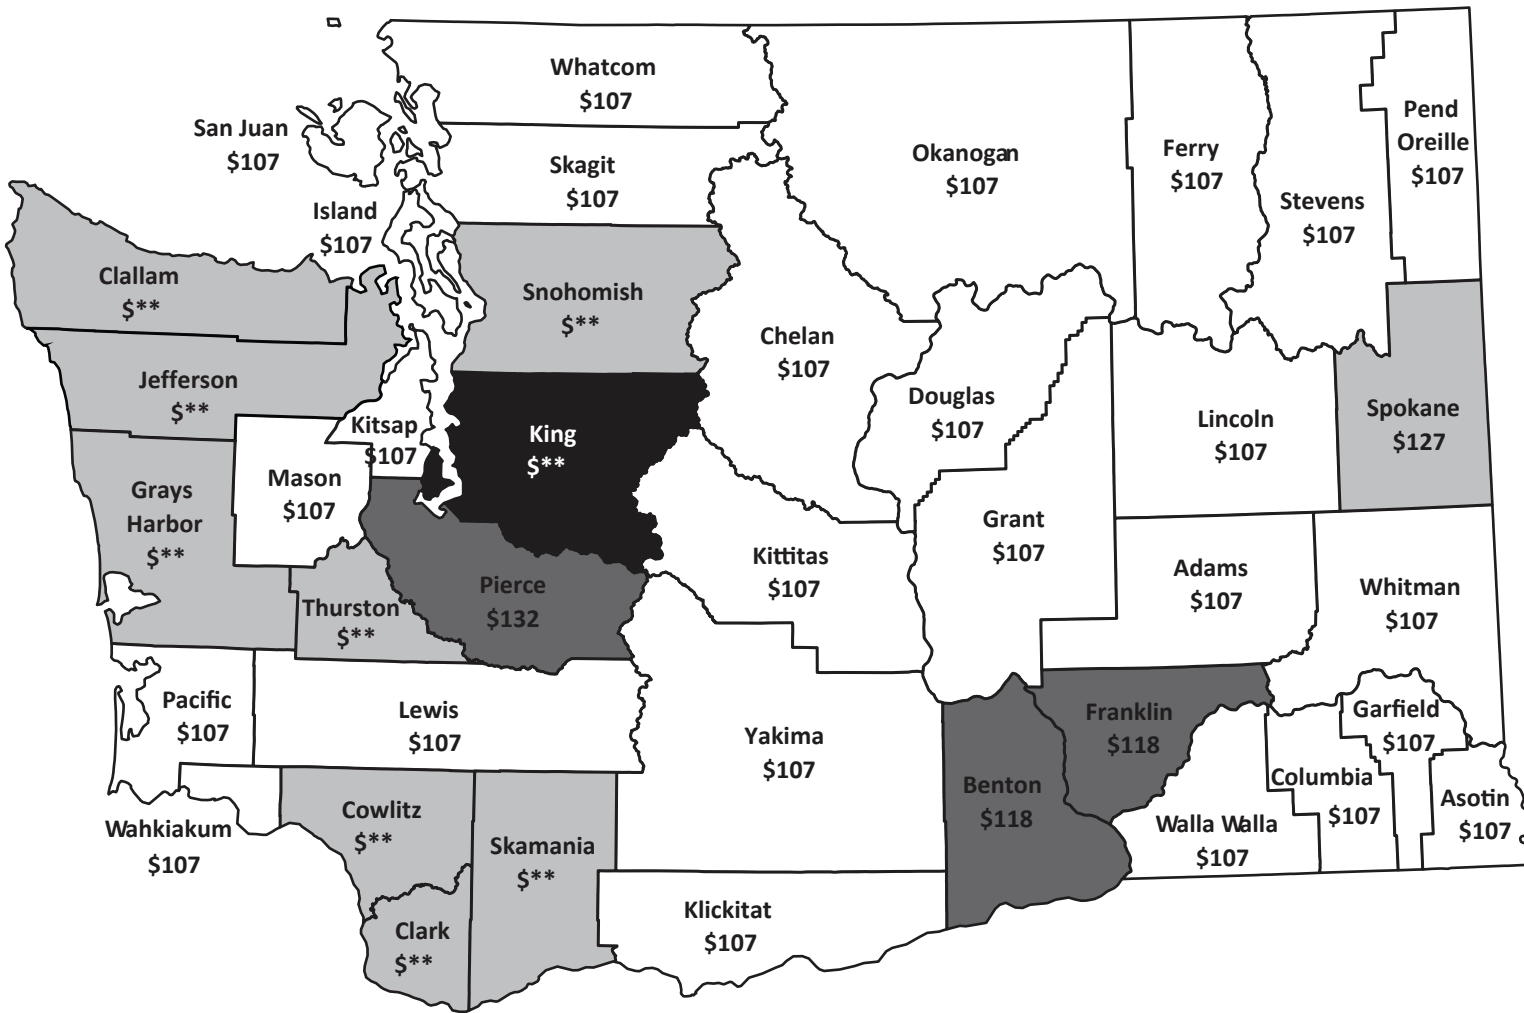 Whatcom
$107
San Juan
$107
Skagit
$107
Island
$107
Okanogan
$107
Ferry
$107
Stevens
$107
Pend
Oreille
$107
Clallam
$**
Snohomish
$**
Chelan
$107
Jefferson
$**
Douglas
$107
Lincoln
$107
Spokane
$127
Kitsap
$107
King
$**
Mason
$107
Grays
Harbor
$**
Grant
$107
Kittitas
$107
Adams
$107
Whitman
$107
Thurston
$**
Pierce
$132
Pacific
$107
Lewis
$107
Yakima
$107
Franklin
$118
Benton
$118
Garfield
$107
Columbia
$107
Asotin
$107
Walla Walla
$107
Wahkiakum
$107
Cowlitz
$**
Skamania
$**
Clark
$**
Klickitat
$107